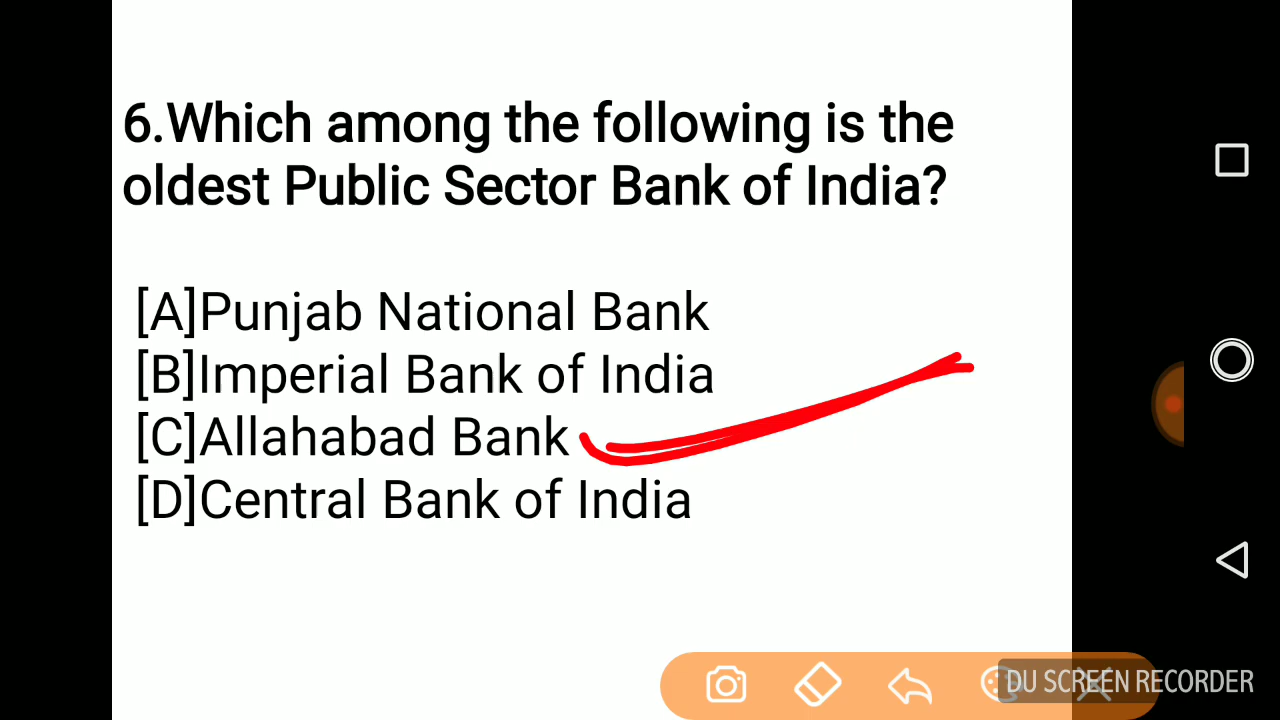 6.Which among the following is the
oldest Public Sector Bank of India?
[A]Punjab National Bank
[B]Imperial Bank of India
[C]Allahabad Bank
[D]Central Bank of India
DU SCREEN RECORDER